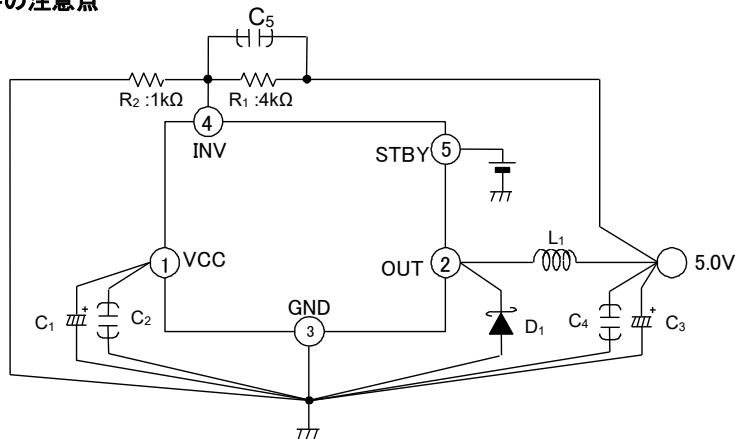 の注意点
C5
R2 :1kΩ
R1 :4kΩ
4
INV
STBY
5
1
VCC
OUT
2
L1
5.0V
GND
3
C1
+
C2
D1
C4
+
C3